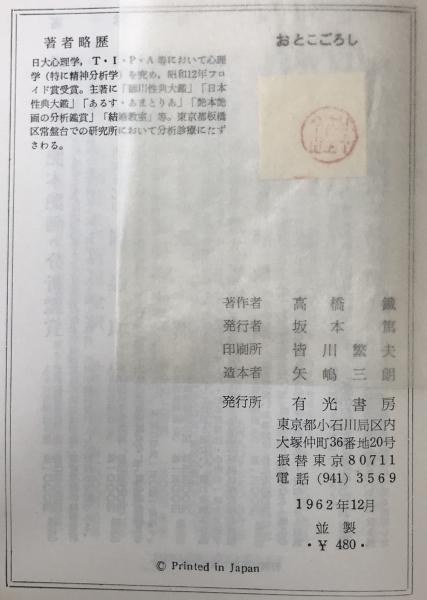 著者略歴
日大心理学,T・I・P・A等において心理
学(特に精神分析学)を究め,昭和12年フロ
イド賞受賞。主著に「川性典大鑑」「日本
性典大鑑」「あるす・あまとりあ」「艶本艶
画の分析鑑賞」「結婚教室」等。東京都板橋
区常盤台での研究所において分析診療にたず
さわる。
おとこごろし
著作者 高橋鐵
発行者 坂本篤
印刷所 皆川繁夫
造本者 矢嶋三朗
発行所 有光書房
東京都小石川局区内
大塚仲町36番地20号
振替東京80711
電話(941)3569
1962年12月
並製
・¥480・
© Printed in Japan